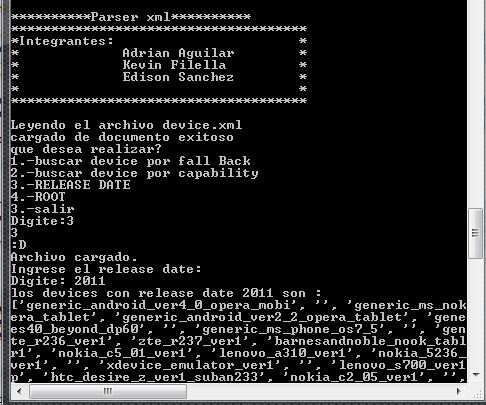 **********Parser xml**********
*************************************
*Integrantes: *
* Adrian Aguilar *
* Kevin Filella *
* Edison Sanchez *
* *
*************************************
Leyendo el archivo device.xml
cargado de documento exitoso
que desea realizar?
1.-buscar device por fall Back
2.-buscar device por capability
3.-RELEASE DATE
4.-ROOT
3.-salir
Digite:3
3
:D
Archivo cargado.
Ingrese el release date:
Digite: 2011
los devices con release date 2011 son :
['generic_android_ver4_0_opera_mobi', '', 'generic_ms_nok
era_tablet', 'generic_android_ver2_2_opera_tablet', 'gene
es40_beyond_dp60', '', 'generic_ms_phone_os7_5', '', 'gen
te_r236_ver1', 'zte_r237_ver1', 'barnesandnoble_nook_tabl
r1', 'nokia_c5_01_ver1', 'lenovo_a310_ver1', 'nokia_5236_
ver1', '', 'xdevice_emulator_ver1', '', 'lenovo_s700_ver1
p', 'htc_desire_z_ver1_suban233', 'nokia_c2_05_ver1', '',